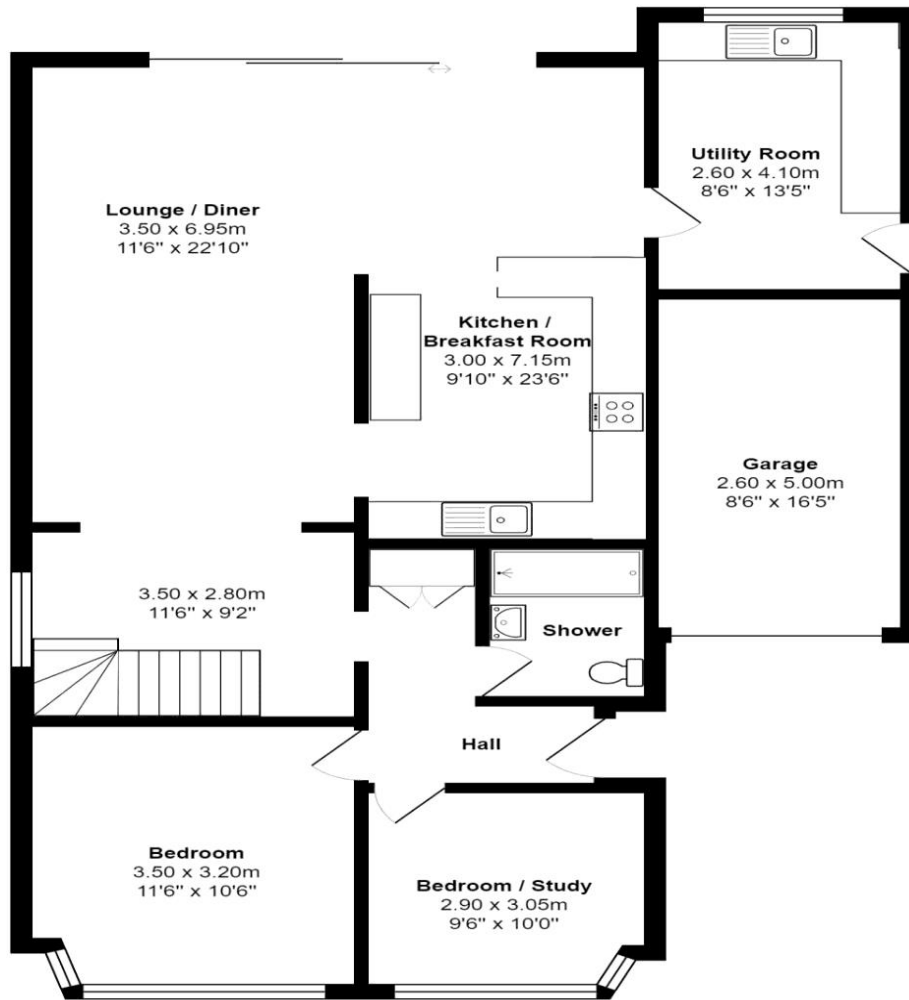 Utility Room
2.60 x 4.10m
8'6" x 13'5"
Lounge / Diner
3.50 x 6.95m
11'6" x 22'10"
Kitchen /
Breakfast Room
3.00 x 7.15m
9'10" x 23'6"
Garage
2.60 x 5.00m
8'6" x 16'5"
3.50 x 2.80m
11'6" x 9'2"
Shower
Hall
Bedroom
3.50 x 3.20m
11'6" x 10'6"
Bedroom / Study
2.90 x 3.05m
9'6" x 10'0"